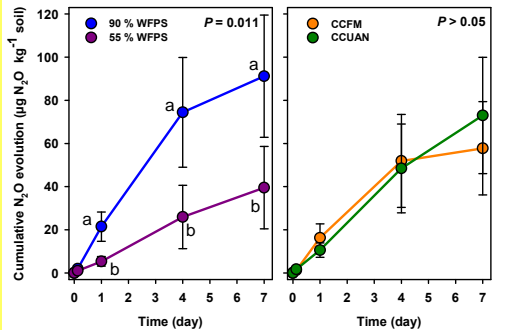 Cumulative N₂O evolution (µg N₂O kg⁻¹ soil)
120
100
80
60
40
20
0
90 % WFPS
55 % WFPS
P = 0.011
a
a
a
b
b
b
0 1 2 3 4 5 6 7
Time (day)
CCFM
CCUAN
P > 0.05
0 1 2 3 4 5 6 7
Time (day)